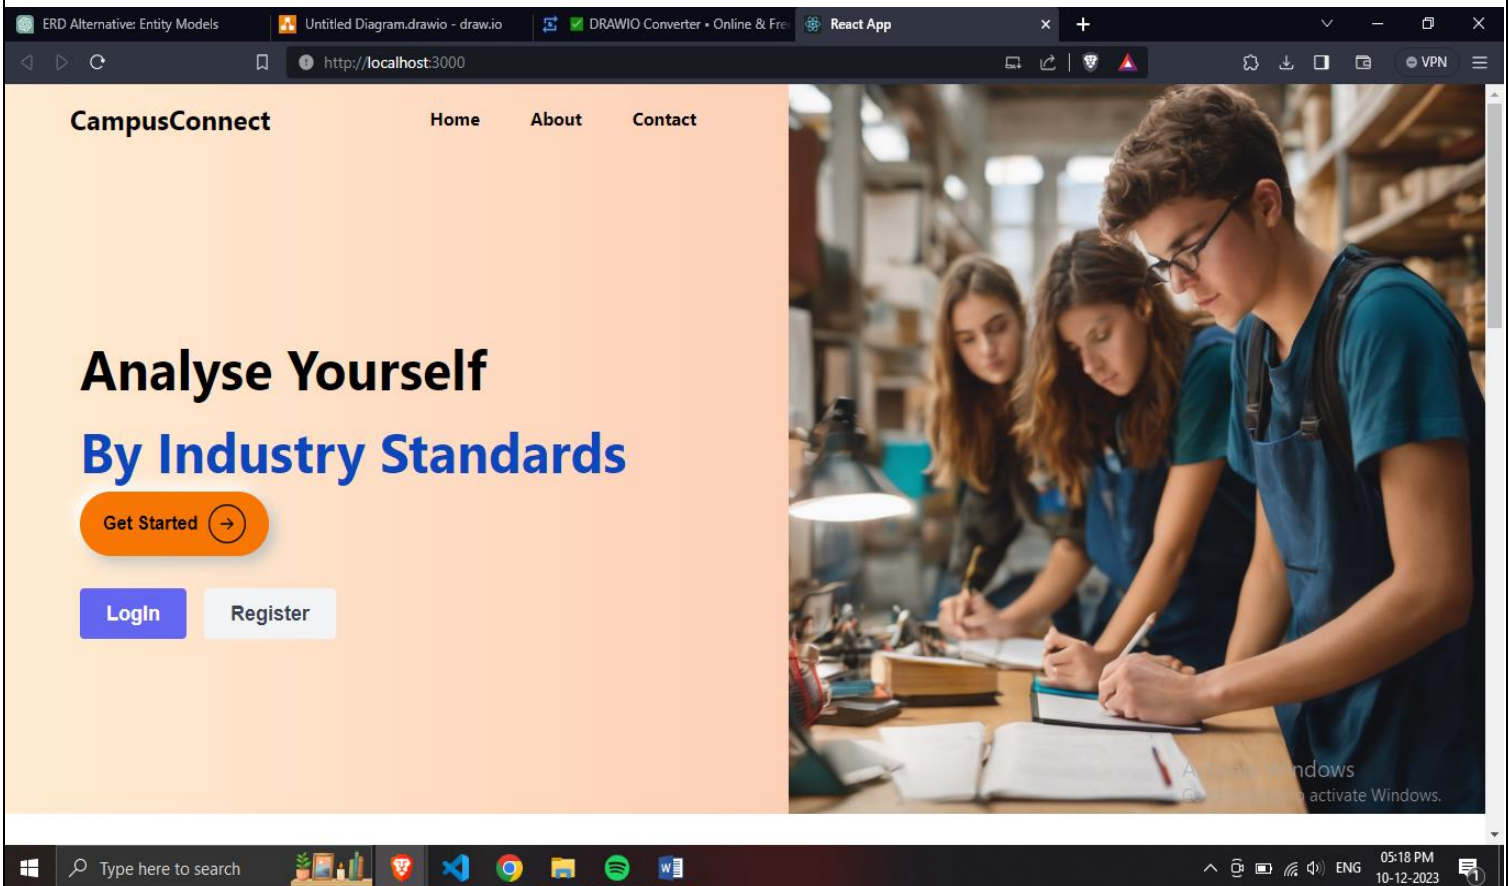 ERD Alternative: Entity Models
Untitled Diagram.drawio - draw.io
DRAWIO Converter • Online & Fre
React App
http://localhost:3000
VPN
CampusConnect
Home
About
Contact
Analyse Yourself
By Industry Standards
Get Started
LogIn
Register
activate Windows.
Type here to search
ENG
05:18 PM
10-12-2023
1